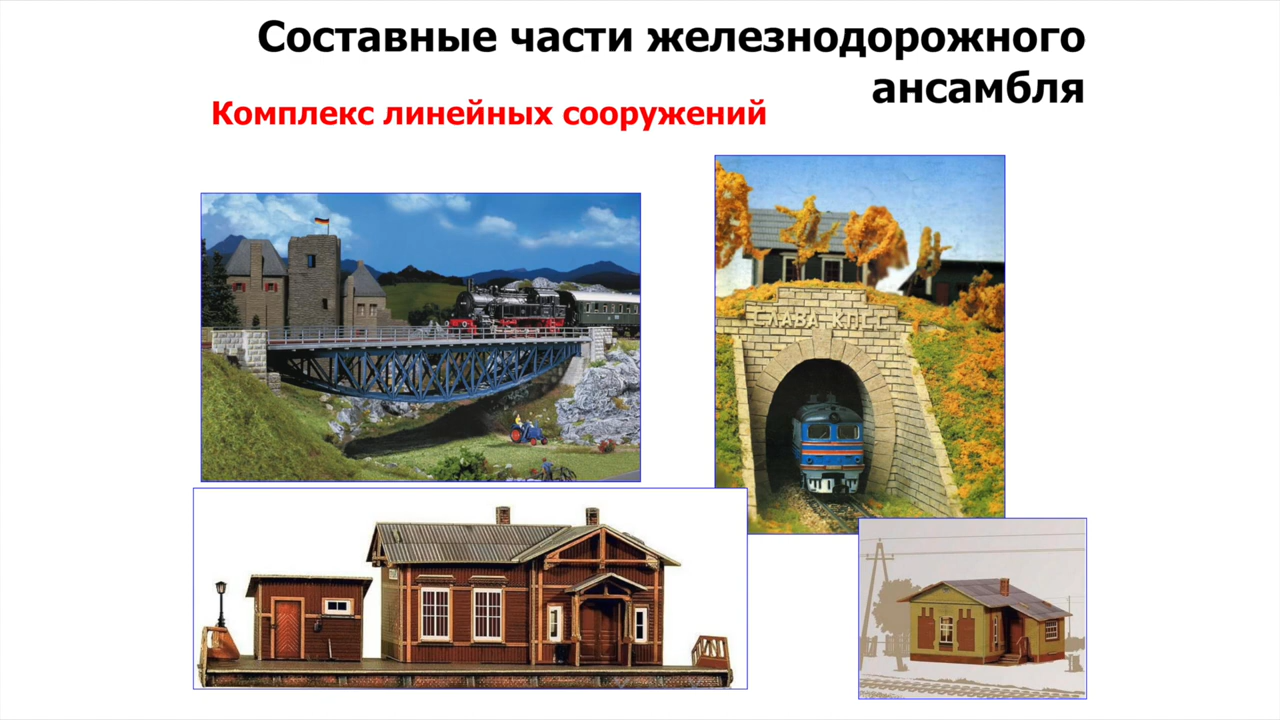 Составные части железнодорожного
ансамбля
Комплекс линейных сооружений
СЛАВА КПСС